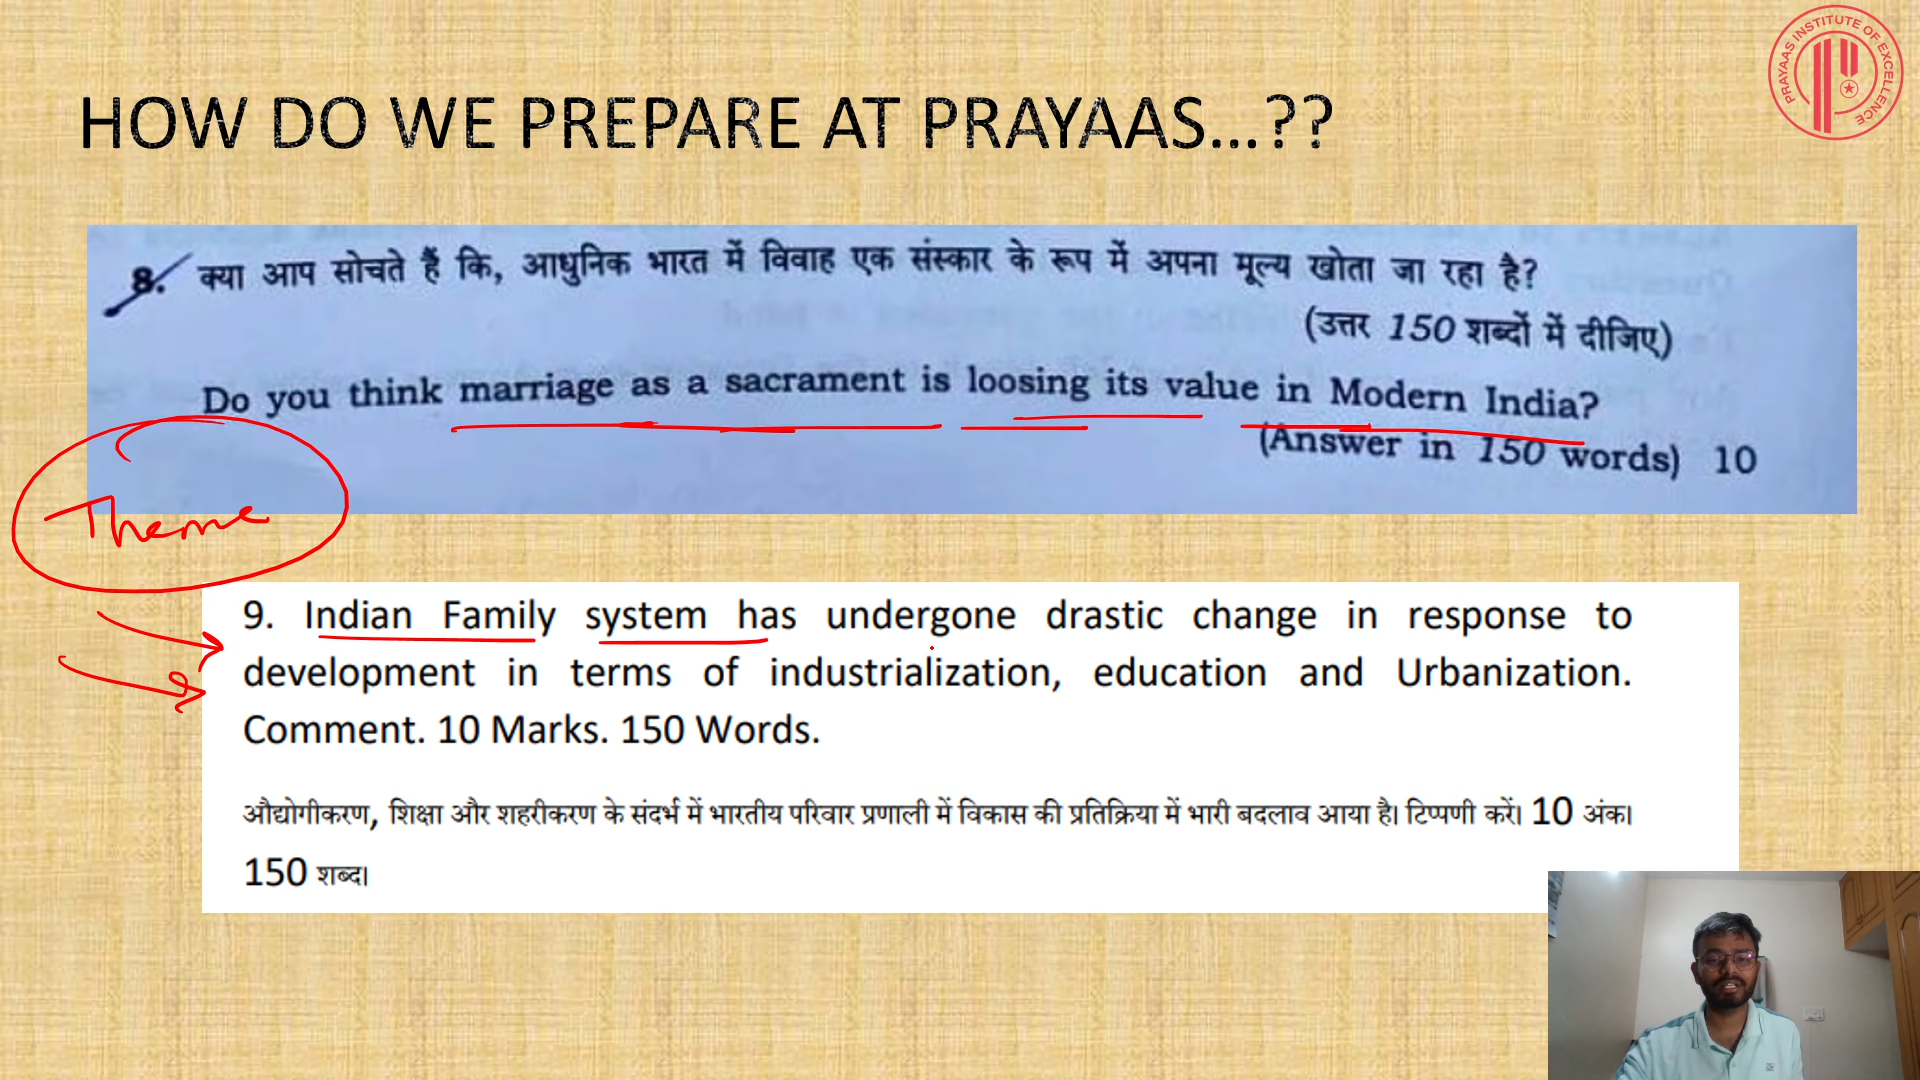 PRAYAAS INSTITUTE OF EXCELLENCE
HOW DO WE PREPARE AT PRAYAAS...??
8. क्या आप सोचते हैं कि, आधुनिक भारत में विवाह एक संस्कार के रूप में अपना मूल्य खोता जा रहा है?
(उत्तर 150 शब्दों में दीजिए)
Do you think marriage as a sacrament is loosing its value in Modern India?
(Answer in 150 words) 10
Theme
9. Indian Family system has undergone drastic change in response to
development in terms of industrialization, education and Urbanization.
Comment. 10 Marks. 150 Words.
औद्योगीकरण, शिक्षा और शहरीकरण के संदर्भ में भारतीय परिवार प्रणाली में विकास की प्रतिक्रिया में भारी बदलाव आया है। टिप्पणी करें। 10 अंक।
150 शब्द।